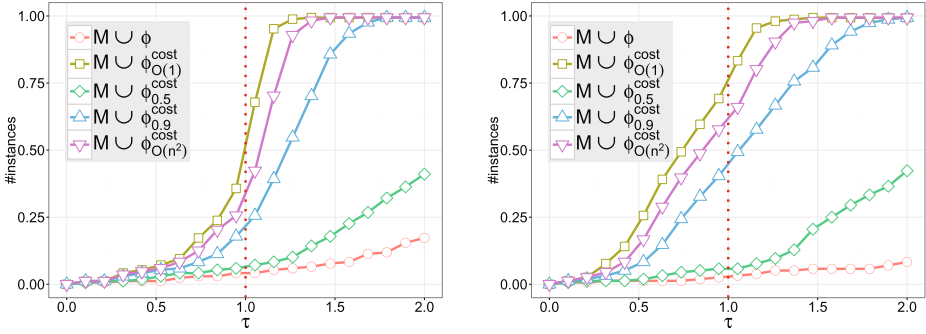 1.00
0.75
0.50
0.25
0.00
#instances
M ∪ ϕ
M ∪ ϕ^cost_O(1)
M ∪ ϕ^cost_0.5
M ∪ ϕ^cost_0.9
M ∪ ϕ^cost_O(n²)
0.0 0.5 1.0 1.5 2.0
τ
1.00
0.75
0.50
0.25
0.00
#instances
M ∪ ϕ
M ∪ ϕ^cost_O(1)
M ∪ ϕ^cost_0.5
M ∪ ϕ^cost_0.9
M ∪ ϕ^cost_O(n²)
0.0 0.5 1.0 1.5 2.0
τ